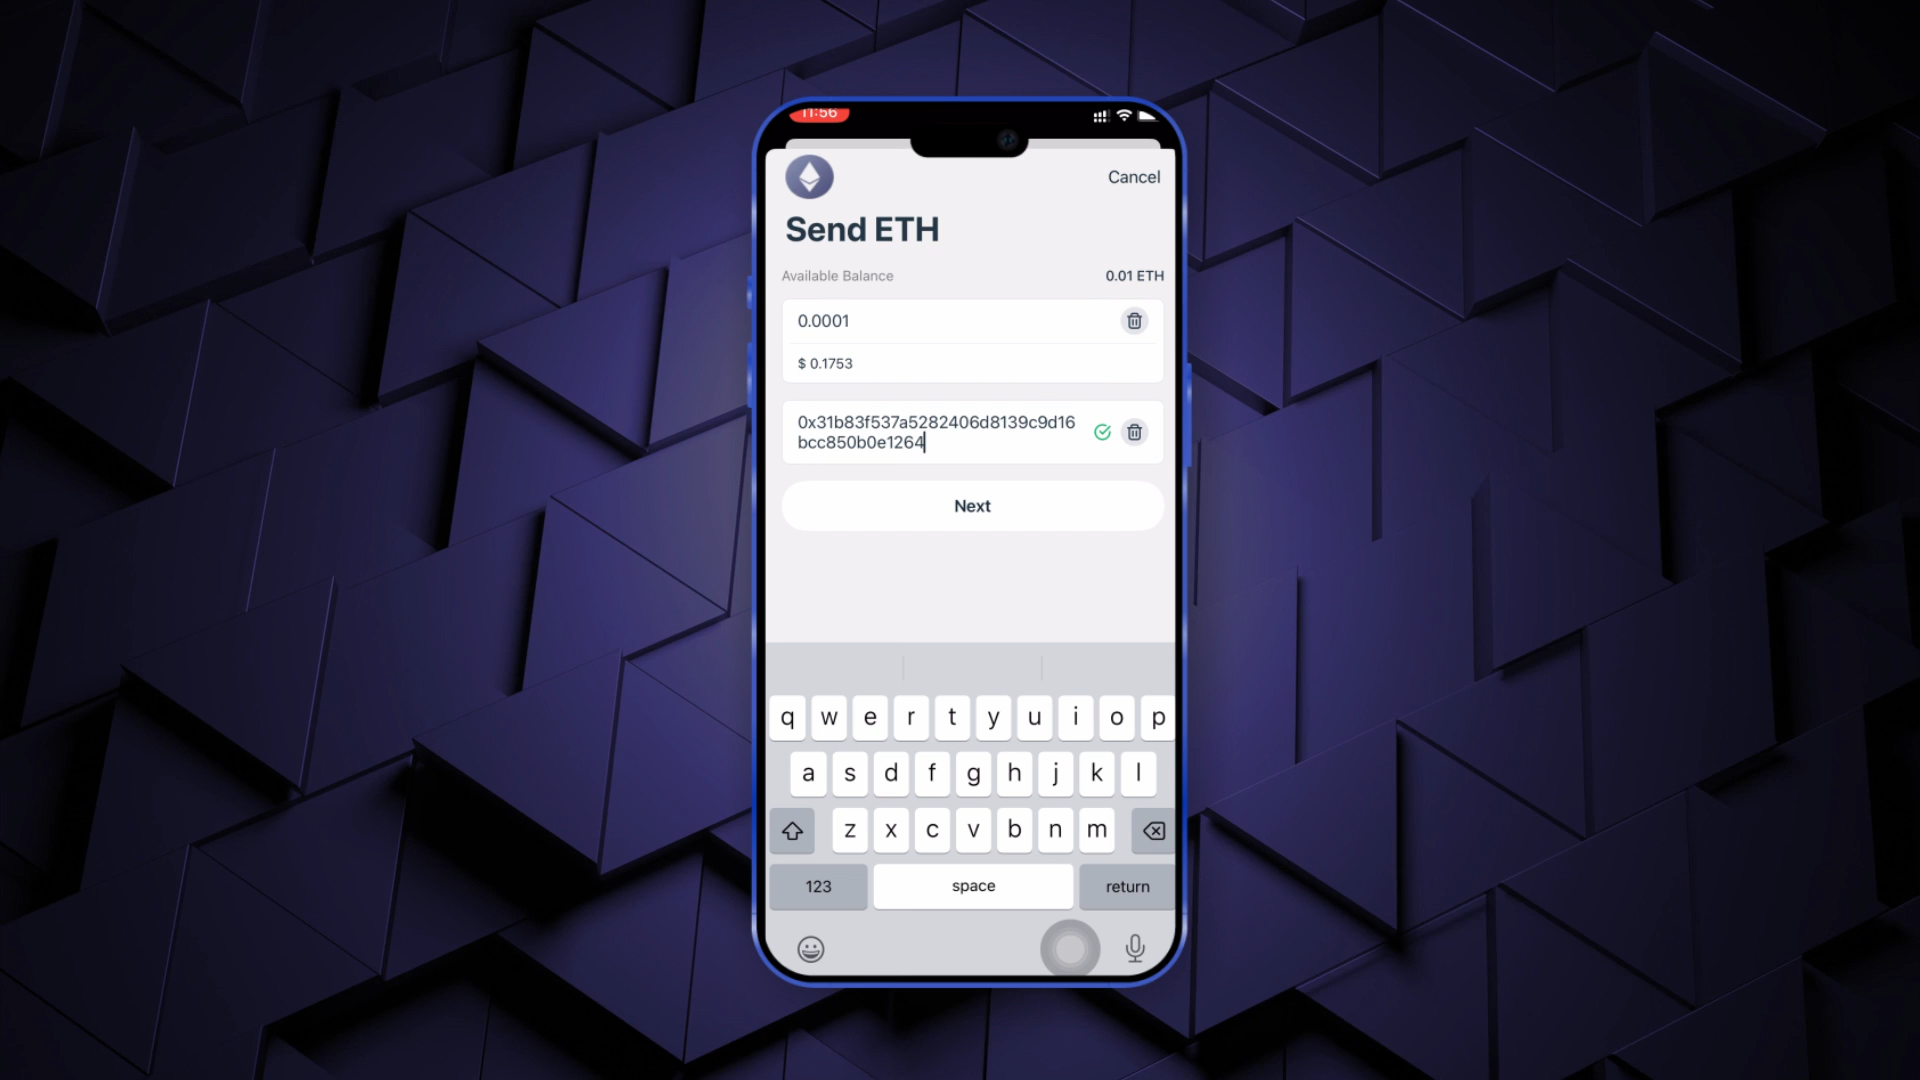 11:56
Cancel
Send ETH
Available Balance 0.01 ETH
0.0001
$ 0.1753
0x31b83f537a5282406d8139c9d16
bcc850b0e1264
Next
q w e r t y u i o p
a s d f g h j k l
z x c v b n m
123 space return